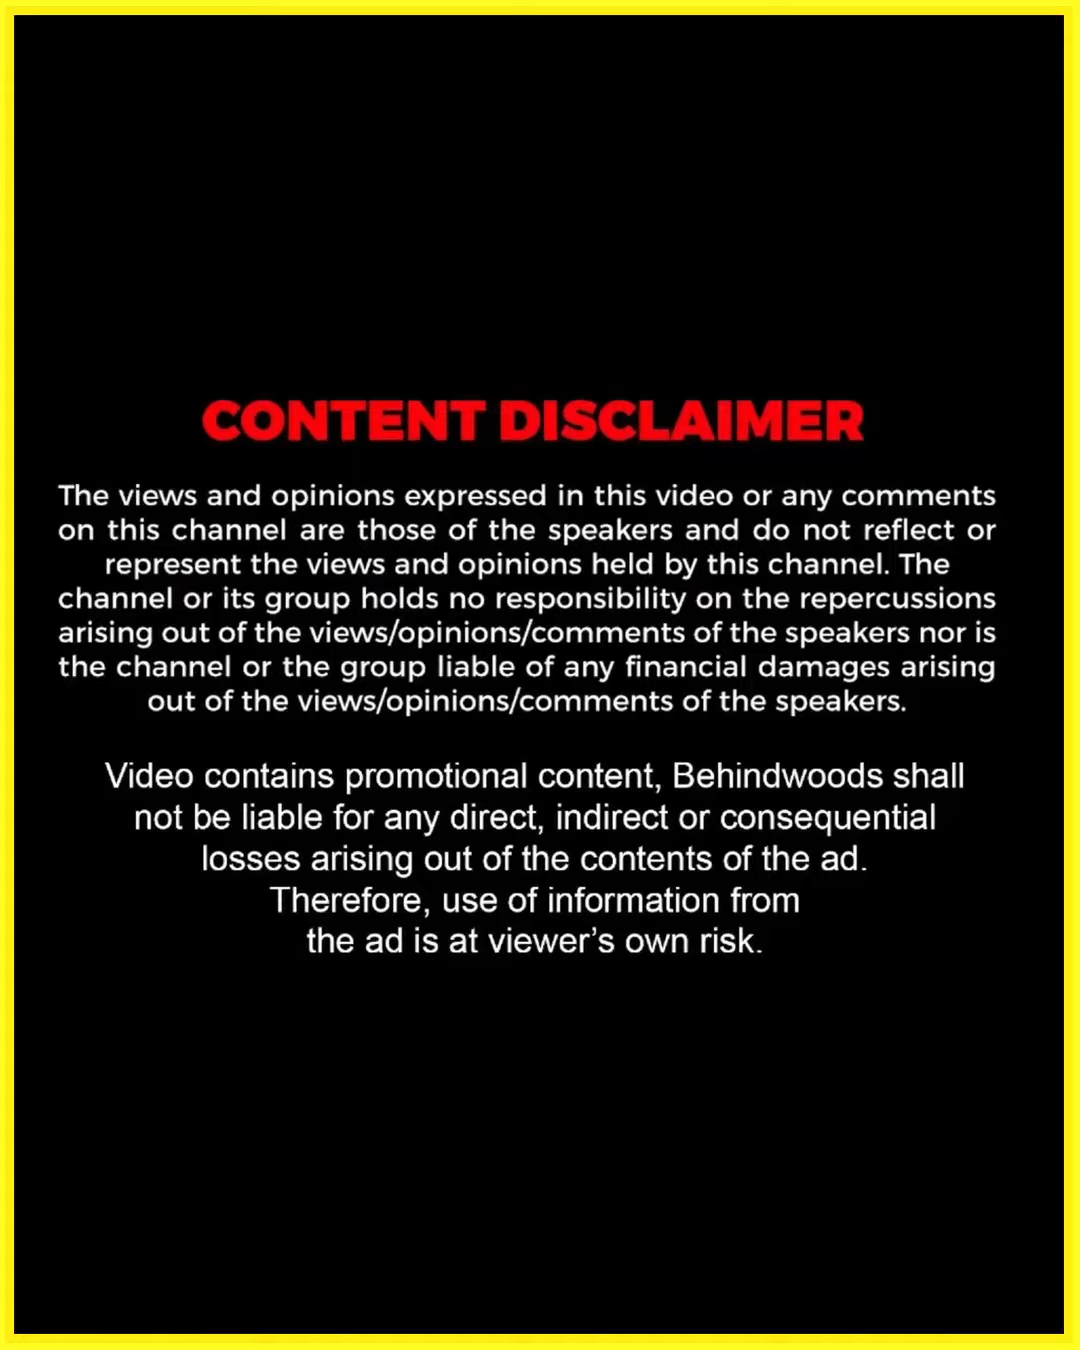 CONTENT DISCLAIMER
The views and opinions expressed in this video or any comments
on this channel are those of the speakers and do not reflect or
represent the views and opinions held by this channel. The
channel or its group holds no responsibility on the repercussions
arising out of the views/opinions/comments of the speakers nor is
the channel or the group liable of any financial damages arising
out of the views/opinions/comments of the speakers.
Video contains promotional content, Behindwoods shall
not be liable for any direct, indirect or consequential
losses arising out of the contents of the ad.
Therefore, use of information from
the ad is at viewer’s own risk.